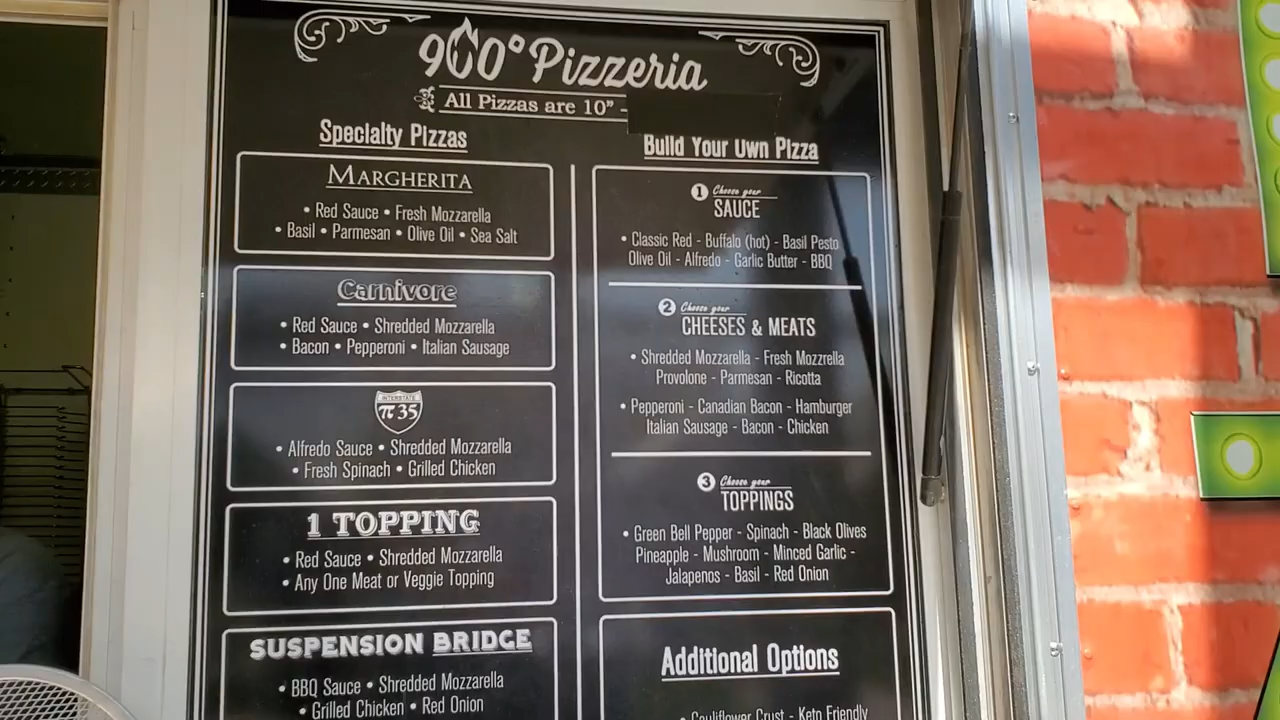 900° Pizzeria
All Pizzas are 10" -
Specialty Pizzas
MARGHERITA
• Red Sauce • Fresh Mozzarella
• Basil • Parmesan • Olive Oil • Sea Salt
Carnivore
• Red Sauce • Shredded Mozzarella
• Bacon • Pepperoni • Italian Sausage
INTERSTATE
π 35
• Alfredo Sauce • Shredded Mozzarella
• Fresh Spinach • Grilled Chicken
1 TOPPING
• Red Sauce • Shredded Mozzarella
• Any One Meat or Veggie Topping
SUSPENSION BRIDGE
• BBQ Sauce • Shredded Mozzarella
• Grilled Chicken • Red Onion
Build Your Own Pizza
1 Choose your
SAUCE
• Classic Red - Buffalo (hot) - Basil Pesto
Olive Oil - Alfredo - Garlic Butter - BBQ
2 Choose your
CHEESES & MEATS
• Shredded Mozzarella - Fresh Mozzrella
Provolone - Parmesan - Ricotta
• Pepperoni - Canadian Bacon - Hamburger
Italian Sausage - Bacon - Chicken
3 Choose your
TOPPINGS
• Green Bell Pepper - Spinach - Black Olives
Pineapple - Mushroom - Minced Garlic -
Jalapenos - Basil - Red Onion
Additional Options
• Cauliflower Crust - Keto Friendly